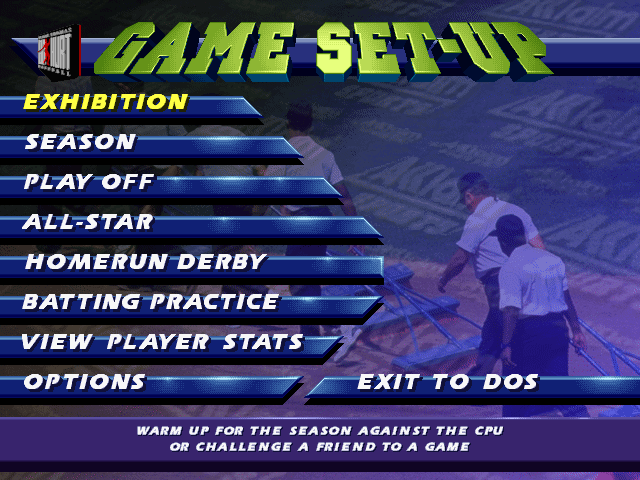 GAME SET-UP
EXHIBITION
SEASON
PLAY OFF
ALL-STAR
HOMERUN DERBY
BATTING PRACTICE
VIEW PLAYER STATS
OPTIONS
EXIT TO DOS
WARM UP FOR THE SEASON AGAINST THE CPU
OR CHALLENGE A FRIEND TO A GAME